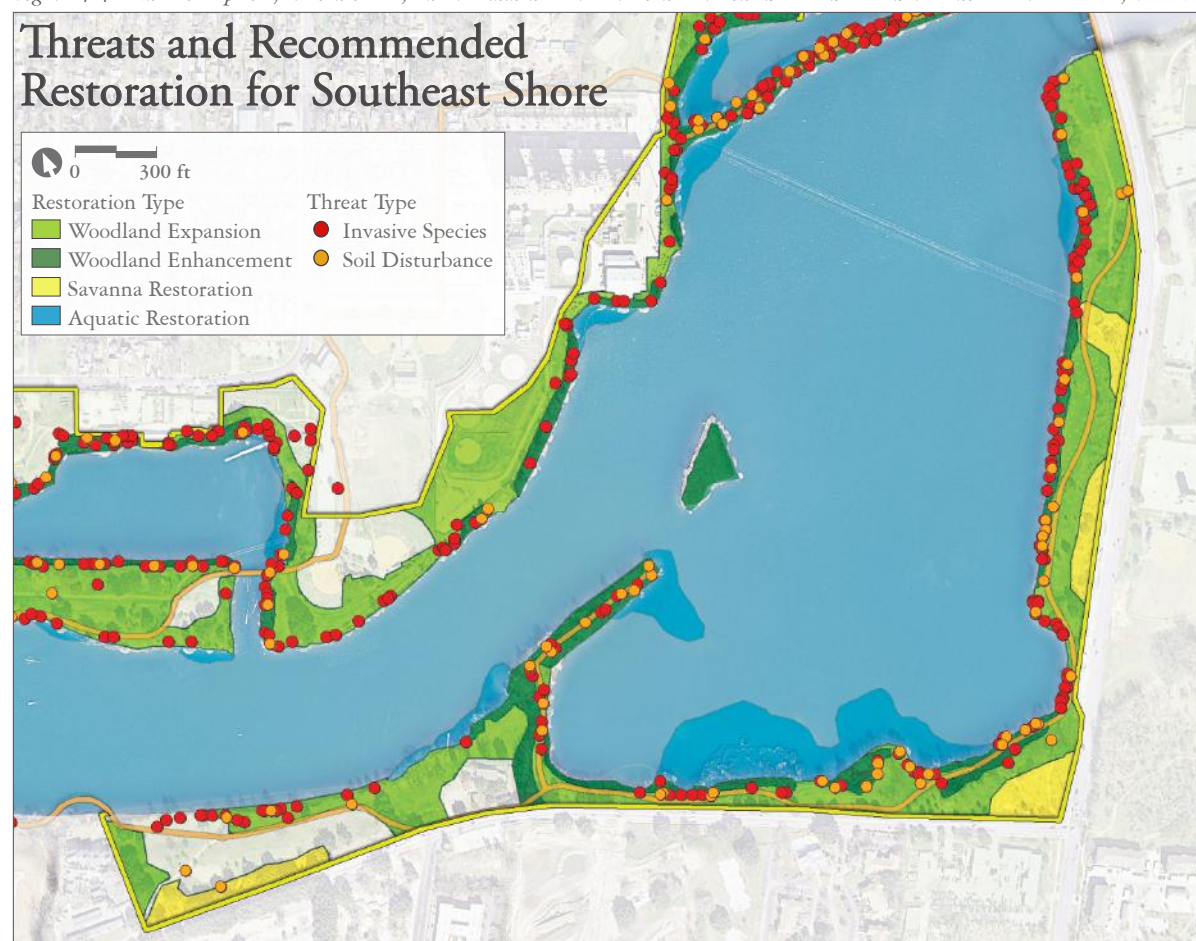 Threats and Recommended
Restoration for Southeast Shore
0 300 ft
Restoration Type
Woodland Expansion
Woodland Enhancement
Savanna Restoration
Aquatic Restoration
Threat Type
Invasive Species
Soil Disturbance